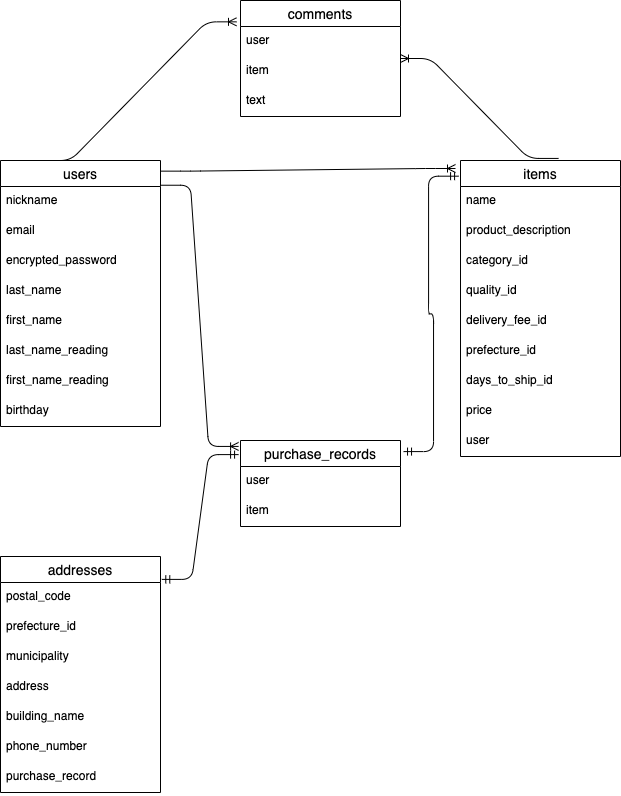 comments
user
item
text
users
nickname
email
encrypted_password
last_name
first_name
last_name_reading
first_name_reading
birthday
items
name
product_description
category_id
quality_id
delivery_fee_id
prefecture_id
days_to_ship_id
price
user
purchase_records
user
item
addresses
postal_code
prefecture_id
municipality
address
building_name
phone_number
purchase_record